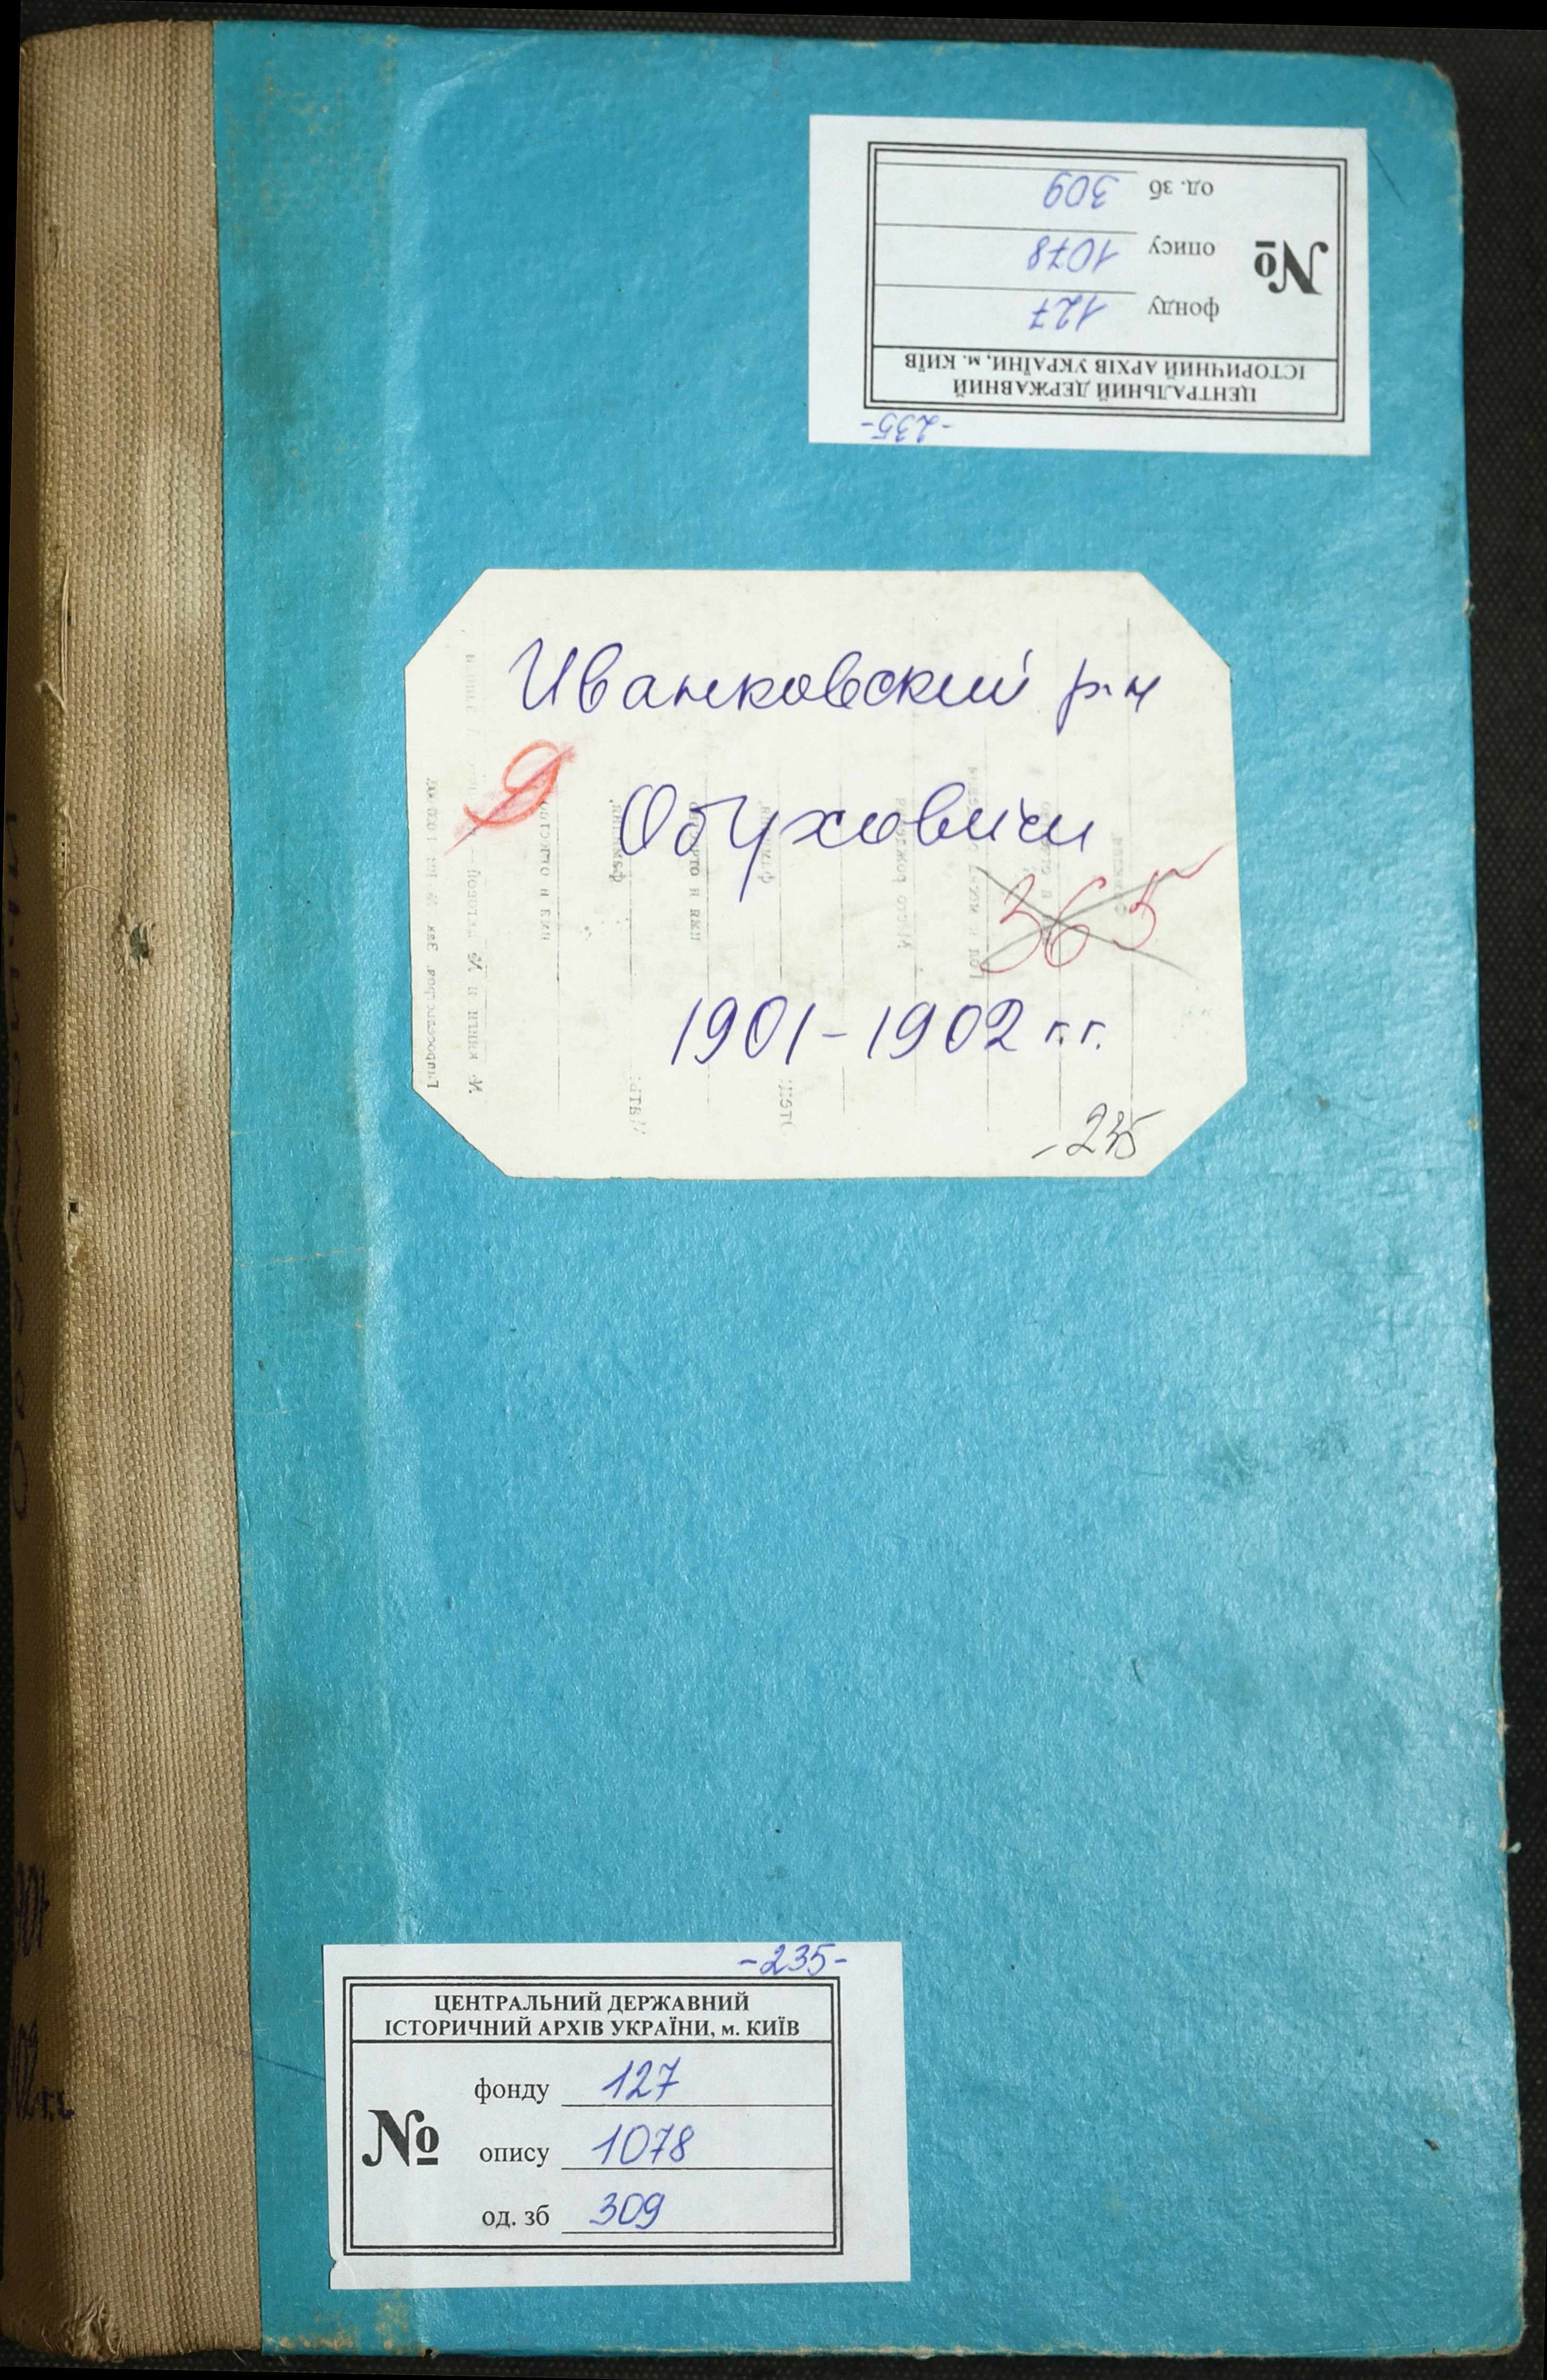 -235-
ЦЕНТРАЛЬНИЙ ДЕРЖАВНИЙ
ІСТОРИЧНИЙ АРХІВ УКРАЇНИ, м. КИЇВ
№
фонду 127
опису 1078
од. зб 309
Иванковский р-н
Обуховичи
365
1901-1902 г.г.
-235
-235-
ЦЕНТРАЛЬНИЙ ДЕРЖАВНИЙ
ІСТОРИЧНИЙ АРХІВ УКРАЇНИ, м. КИЇВ
№
фонду 127
опису 1078
од. зб 309